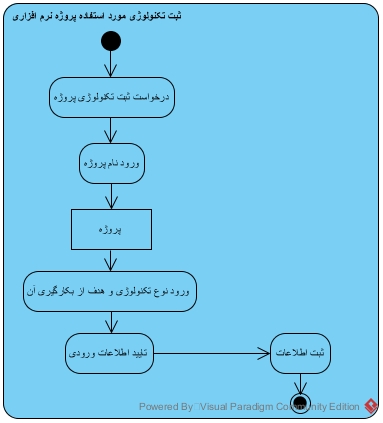 ثبت تکنولوژی مورد استفاده پروژه نرم افزاری
درخواست ثبت تکنولوژی پروژه
ورود نام پروژه
پروژه
ورود نوع تکنولوژی و هدف از بکارگیری آن
تایید اطلاعات ورودی
ثبت اطلاعات
Powered By Visual Paradigm Community Edition